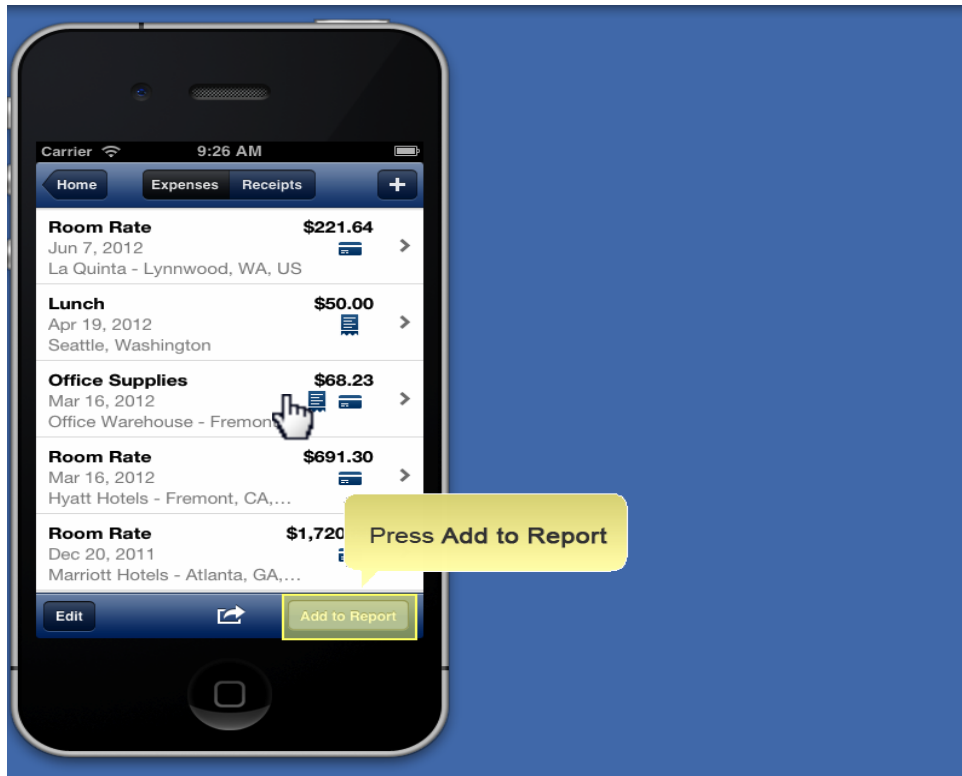 Carrier 9:26 AM
Home Expenses Receipts +
Room Rate $221.64
Jun 7, 2012
La Quinta - Lynnwood, WA, US
Lunch $50.00
Apr 19, 2012
Seattle, Washington
Office Supplies $68.23
Mar 16, 2012
Office Warehouse - Fremon
Room Rate $691.30
Mar 16, 2012
Hyatt Hotels - Fremont, CA,…
Room Rate $1,720
Dec 20, 2011
Marriott Hotels - Atlanta, GA,…
Press Add to Report
Edit Add to Report